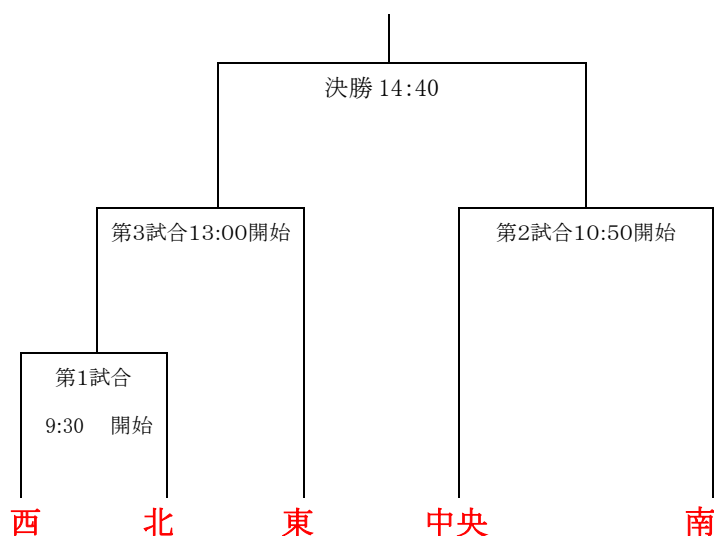 決勝 14:40
第3試合13:00開始
第2試合10:50開始
第1試合
9:30　開始
西
北
東
中央
南